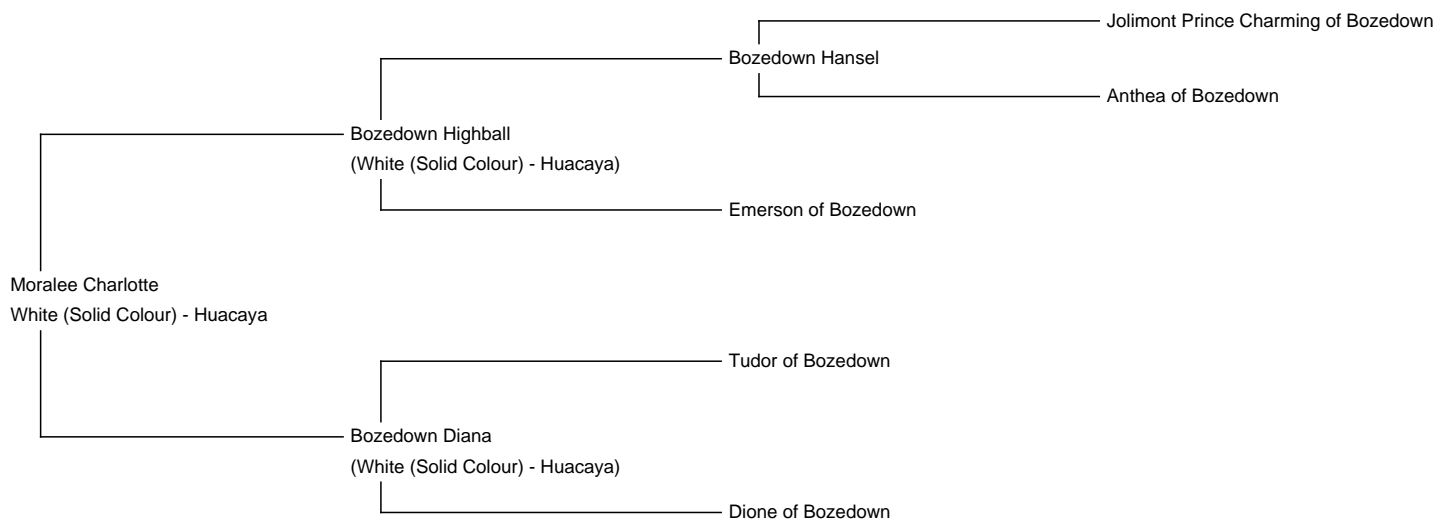 Jolimont Prince Charming of Bozedown
Bozedown Hansel
Anthea of Bozedown
Bozedown Highball
(White (Solid Colour) - Huacaya)
Emerson of Bozedown
Moralee Charlotte
White (Solid Colour) - Huacaya
Tudor of Bozedown
Bozedown Diana
(White (Solid Colour) - Huacaya)
Dione of Bozedown